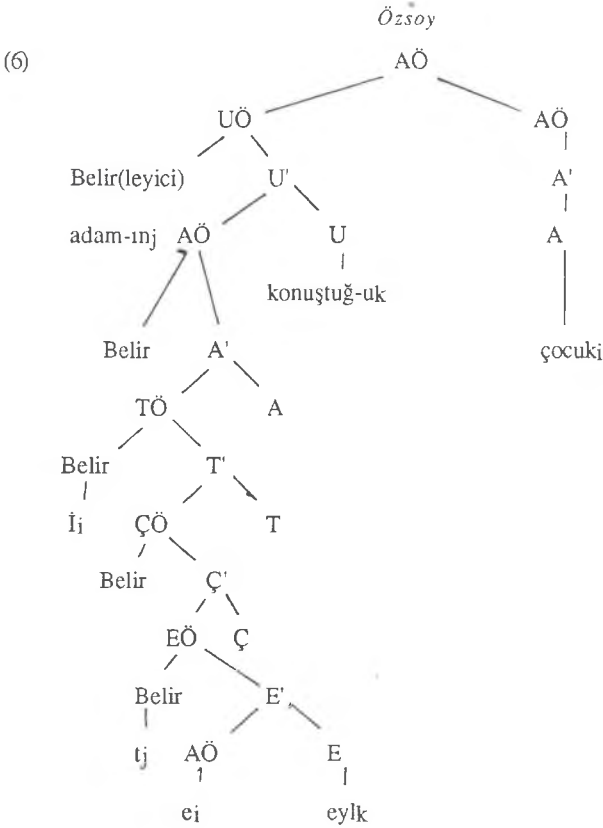 Özsoy
(6) AÖ
UÖ AÖ
Belir(leyici) U' A'
adam-ınj AÖ U A
konuştuğ-uk
Belir A' çocuki
TÖ A
Belir T'
İi ÇÖ T
Belir Ç'
EÖ Ç
Belir E'
tj AÖ E
ei eylk